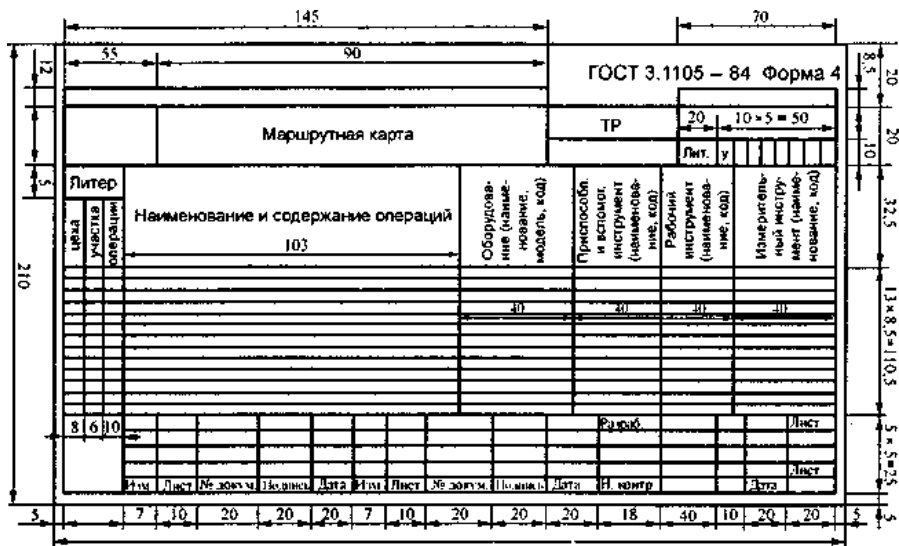 145
70
55
90
12
8,5
20
ГОСТ 3.1105 – 84 Форма 4
Маршрутная карта
ТР
20
10 × 5 = 50
20
10
Лит.
у
5
Литер
цеха
участка
операции
Наименование и содержание операций
103
Оборудова-
ние (наиме-
нование,
модель, код)
Приспособл.
и вспомог.
инструмент
(наименова-
ние, код)
Рабочий
инструмент
(наименова-
ние, код)
Измеритель-
ный инстру-
мент (наиме-
нование, код)
32,5
210
40
40
40
40
13×8,5=110,5
8
6
10
Разраб.
Лист
5 × 5=25
Лист
Изм
Лист
№ докум.
Подпись
Дата
Изм
Лист
№ докум.
Подпись
Дата
Н. контр
Дата
5
7
10
20
20
20
7
10
20
20
20
18
40
10
20
20
5
5